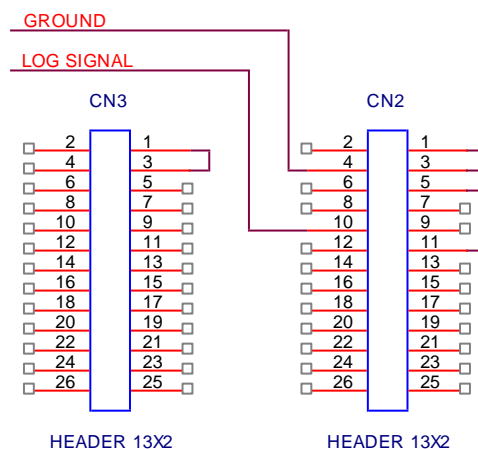 GROUND
LOG SIGNAL
CN3 CN2
2 1 2 1
4 3 4 3
6 5 6 5
8 7 8 7
10 9 10 9
12 11 12 11
14 13 14 13
16 15 16 15
18 17 18 17
20 19 20 19
22 21 22 21
24 23 24 23
26 25 26 25
HEADER 13X2 HEADER 13X2